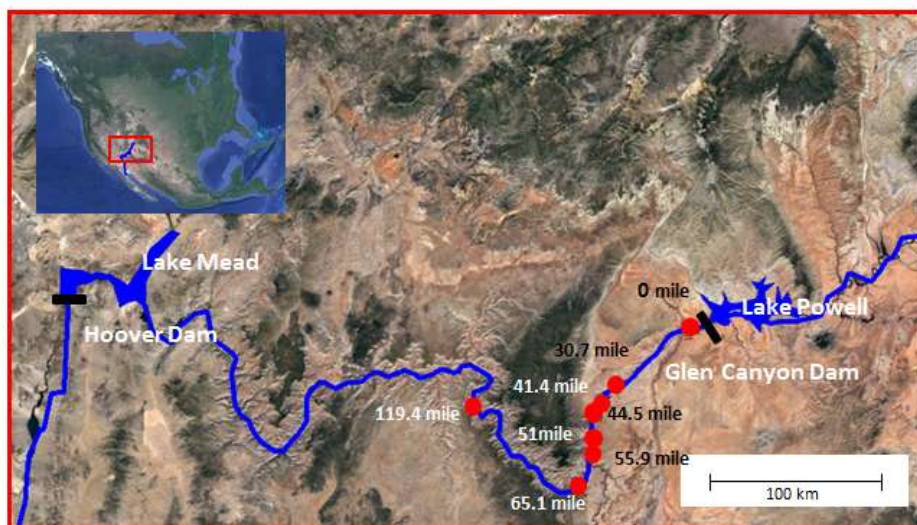 Lake Mead
Hoover Dam
0 mile
Lake Powell
30.7 mile
Glen Canyon Dam
41.4 mile
44.5 mile
119.4 mile
51mile
55.9 mile
65.1 mile
100 km